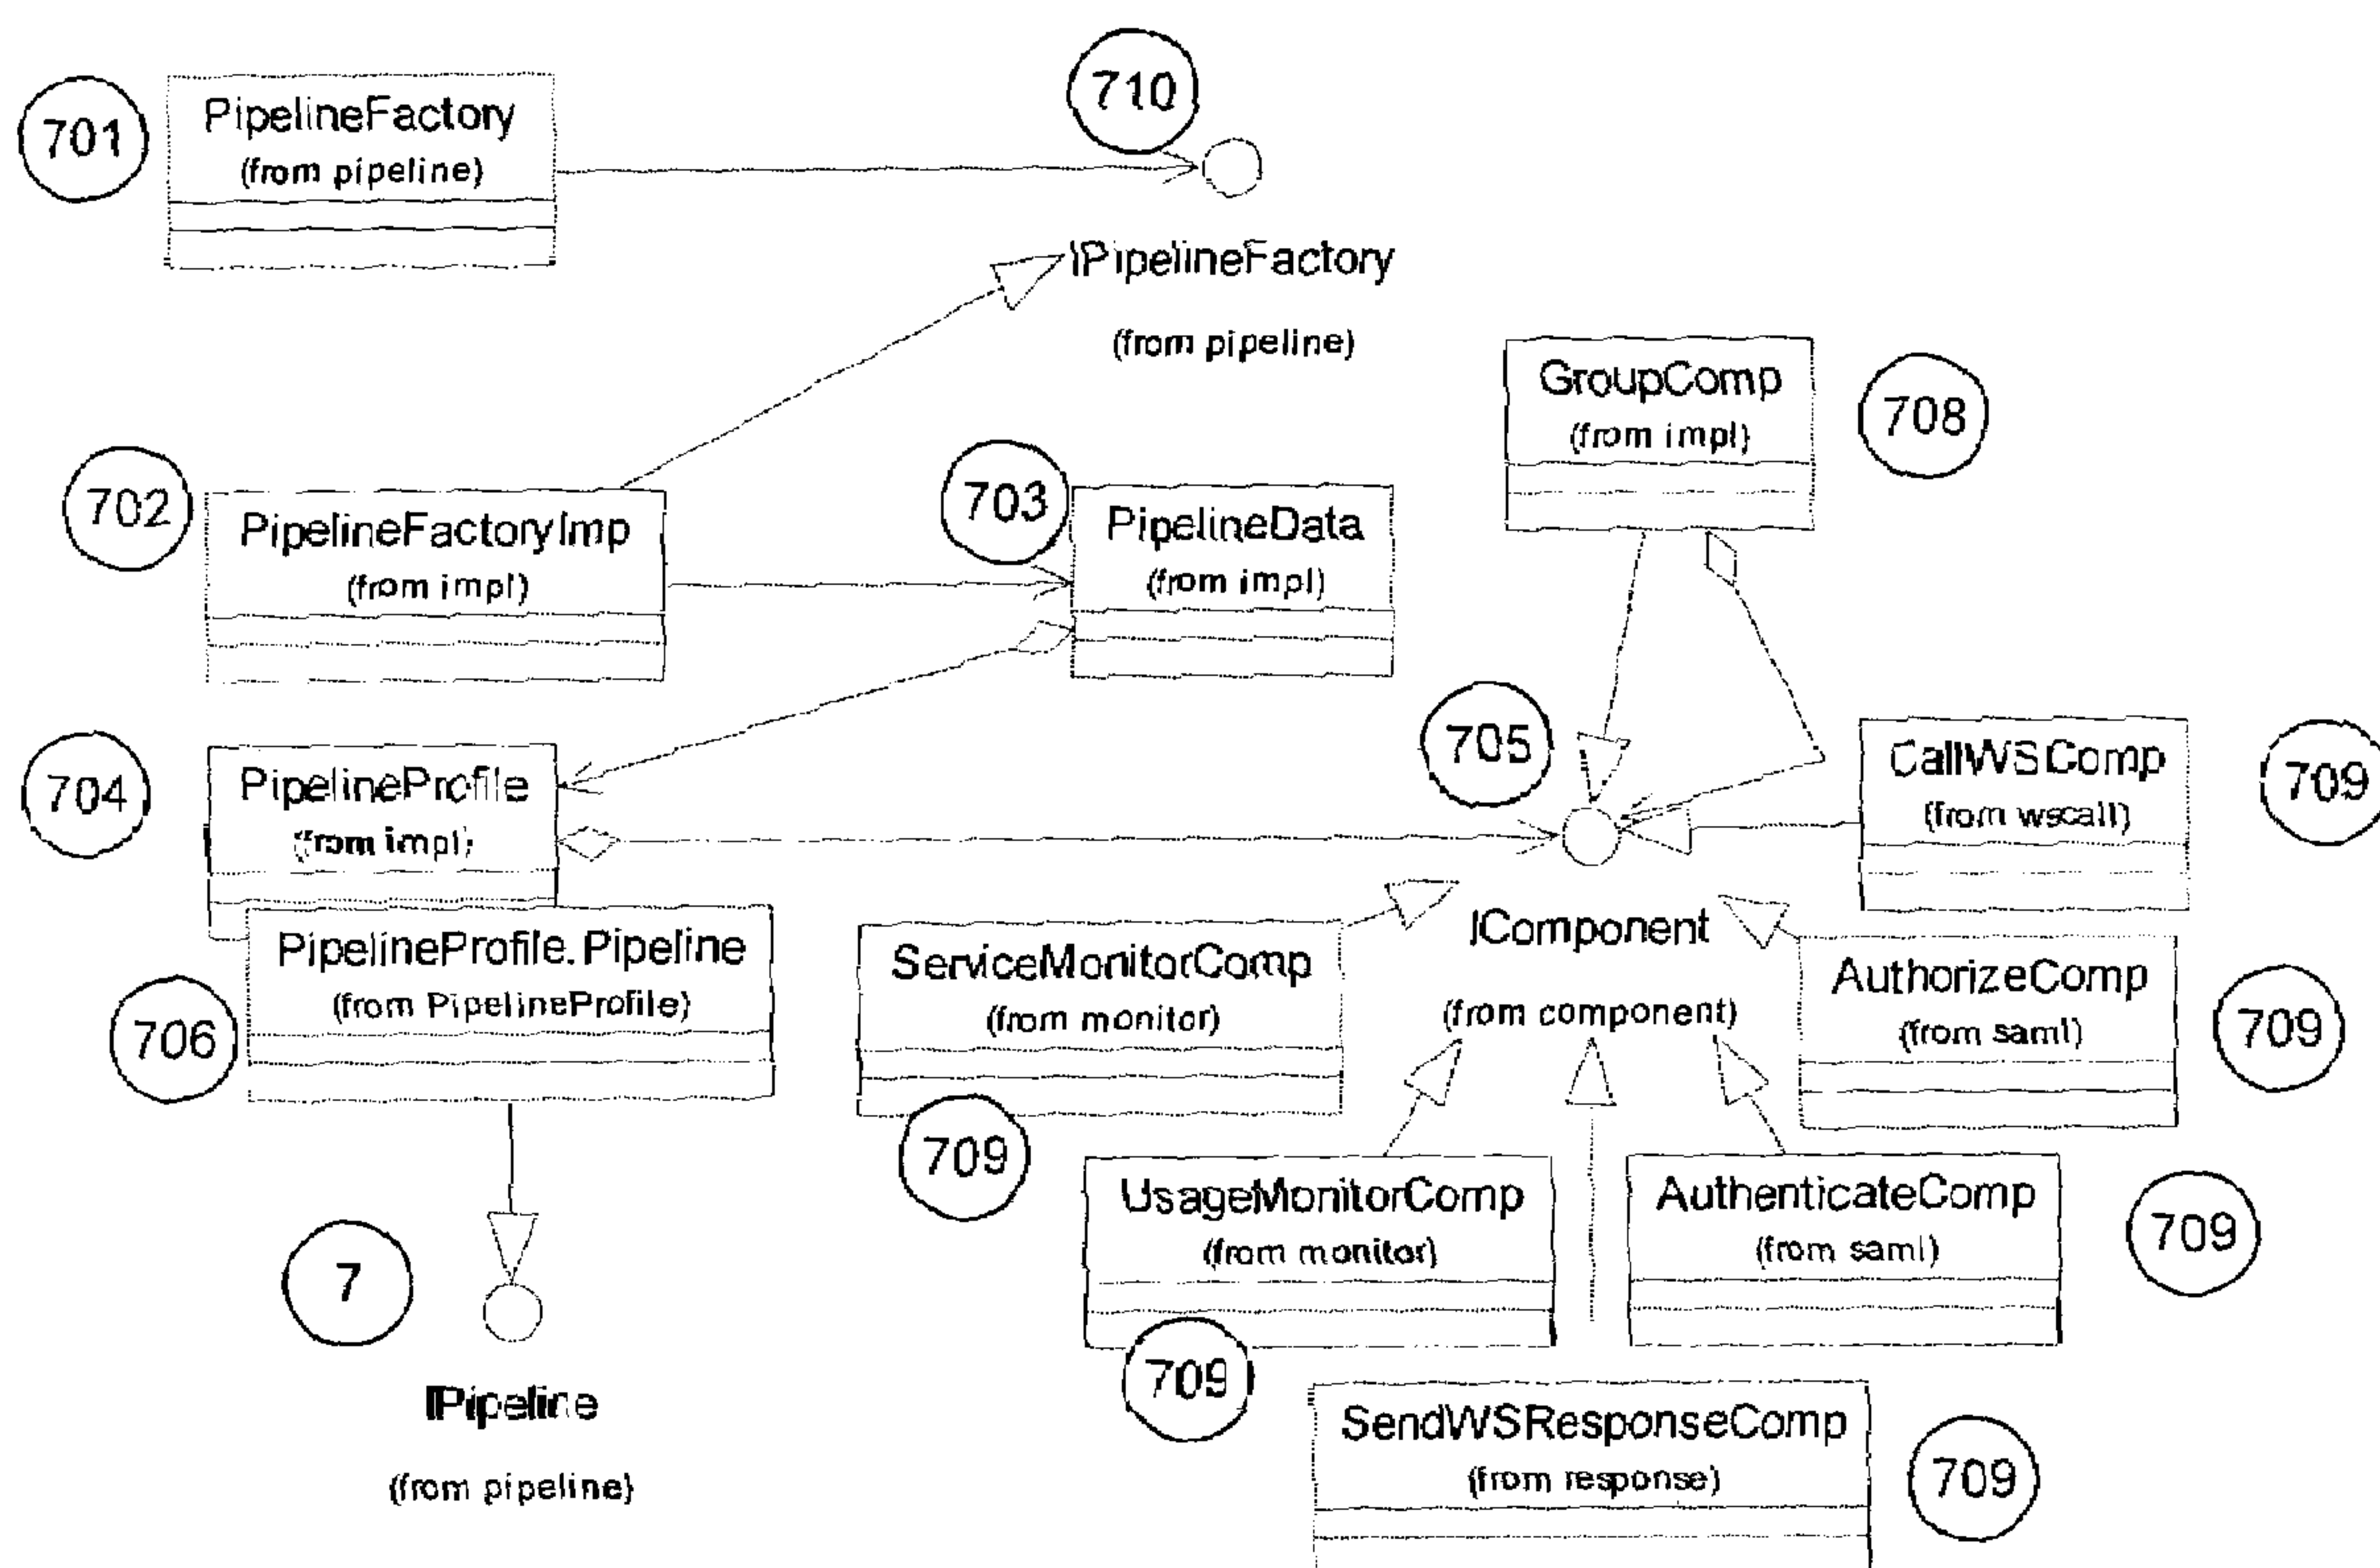 701
PipelineFactory
(from pipeline)
710
IPipelineFactory
(from pipeline)
GroupComp
(from impl)
708
702
PipelineFactoryImp
(from impl)
703
PipelineData
(from impl)
704
PipelineProfile
(from impl)
705
CallWSComp
(from wscall)
709
PipelineProfile.Pipeline
(from PipelineProfile)
706
ServiceMonitorComp
(from monitor)
709
IComponent
(from component)
AuthorizeComp
(from saml)
709
UsageMonitorComp
(from monitor)
709
AuthenticateComp
(from saml)
709
7
IPipeline
(from pipeline)
SendWSResponseComp
(from response)
709